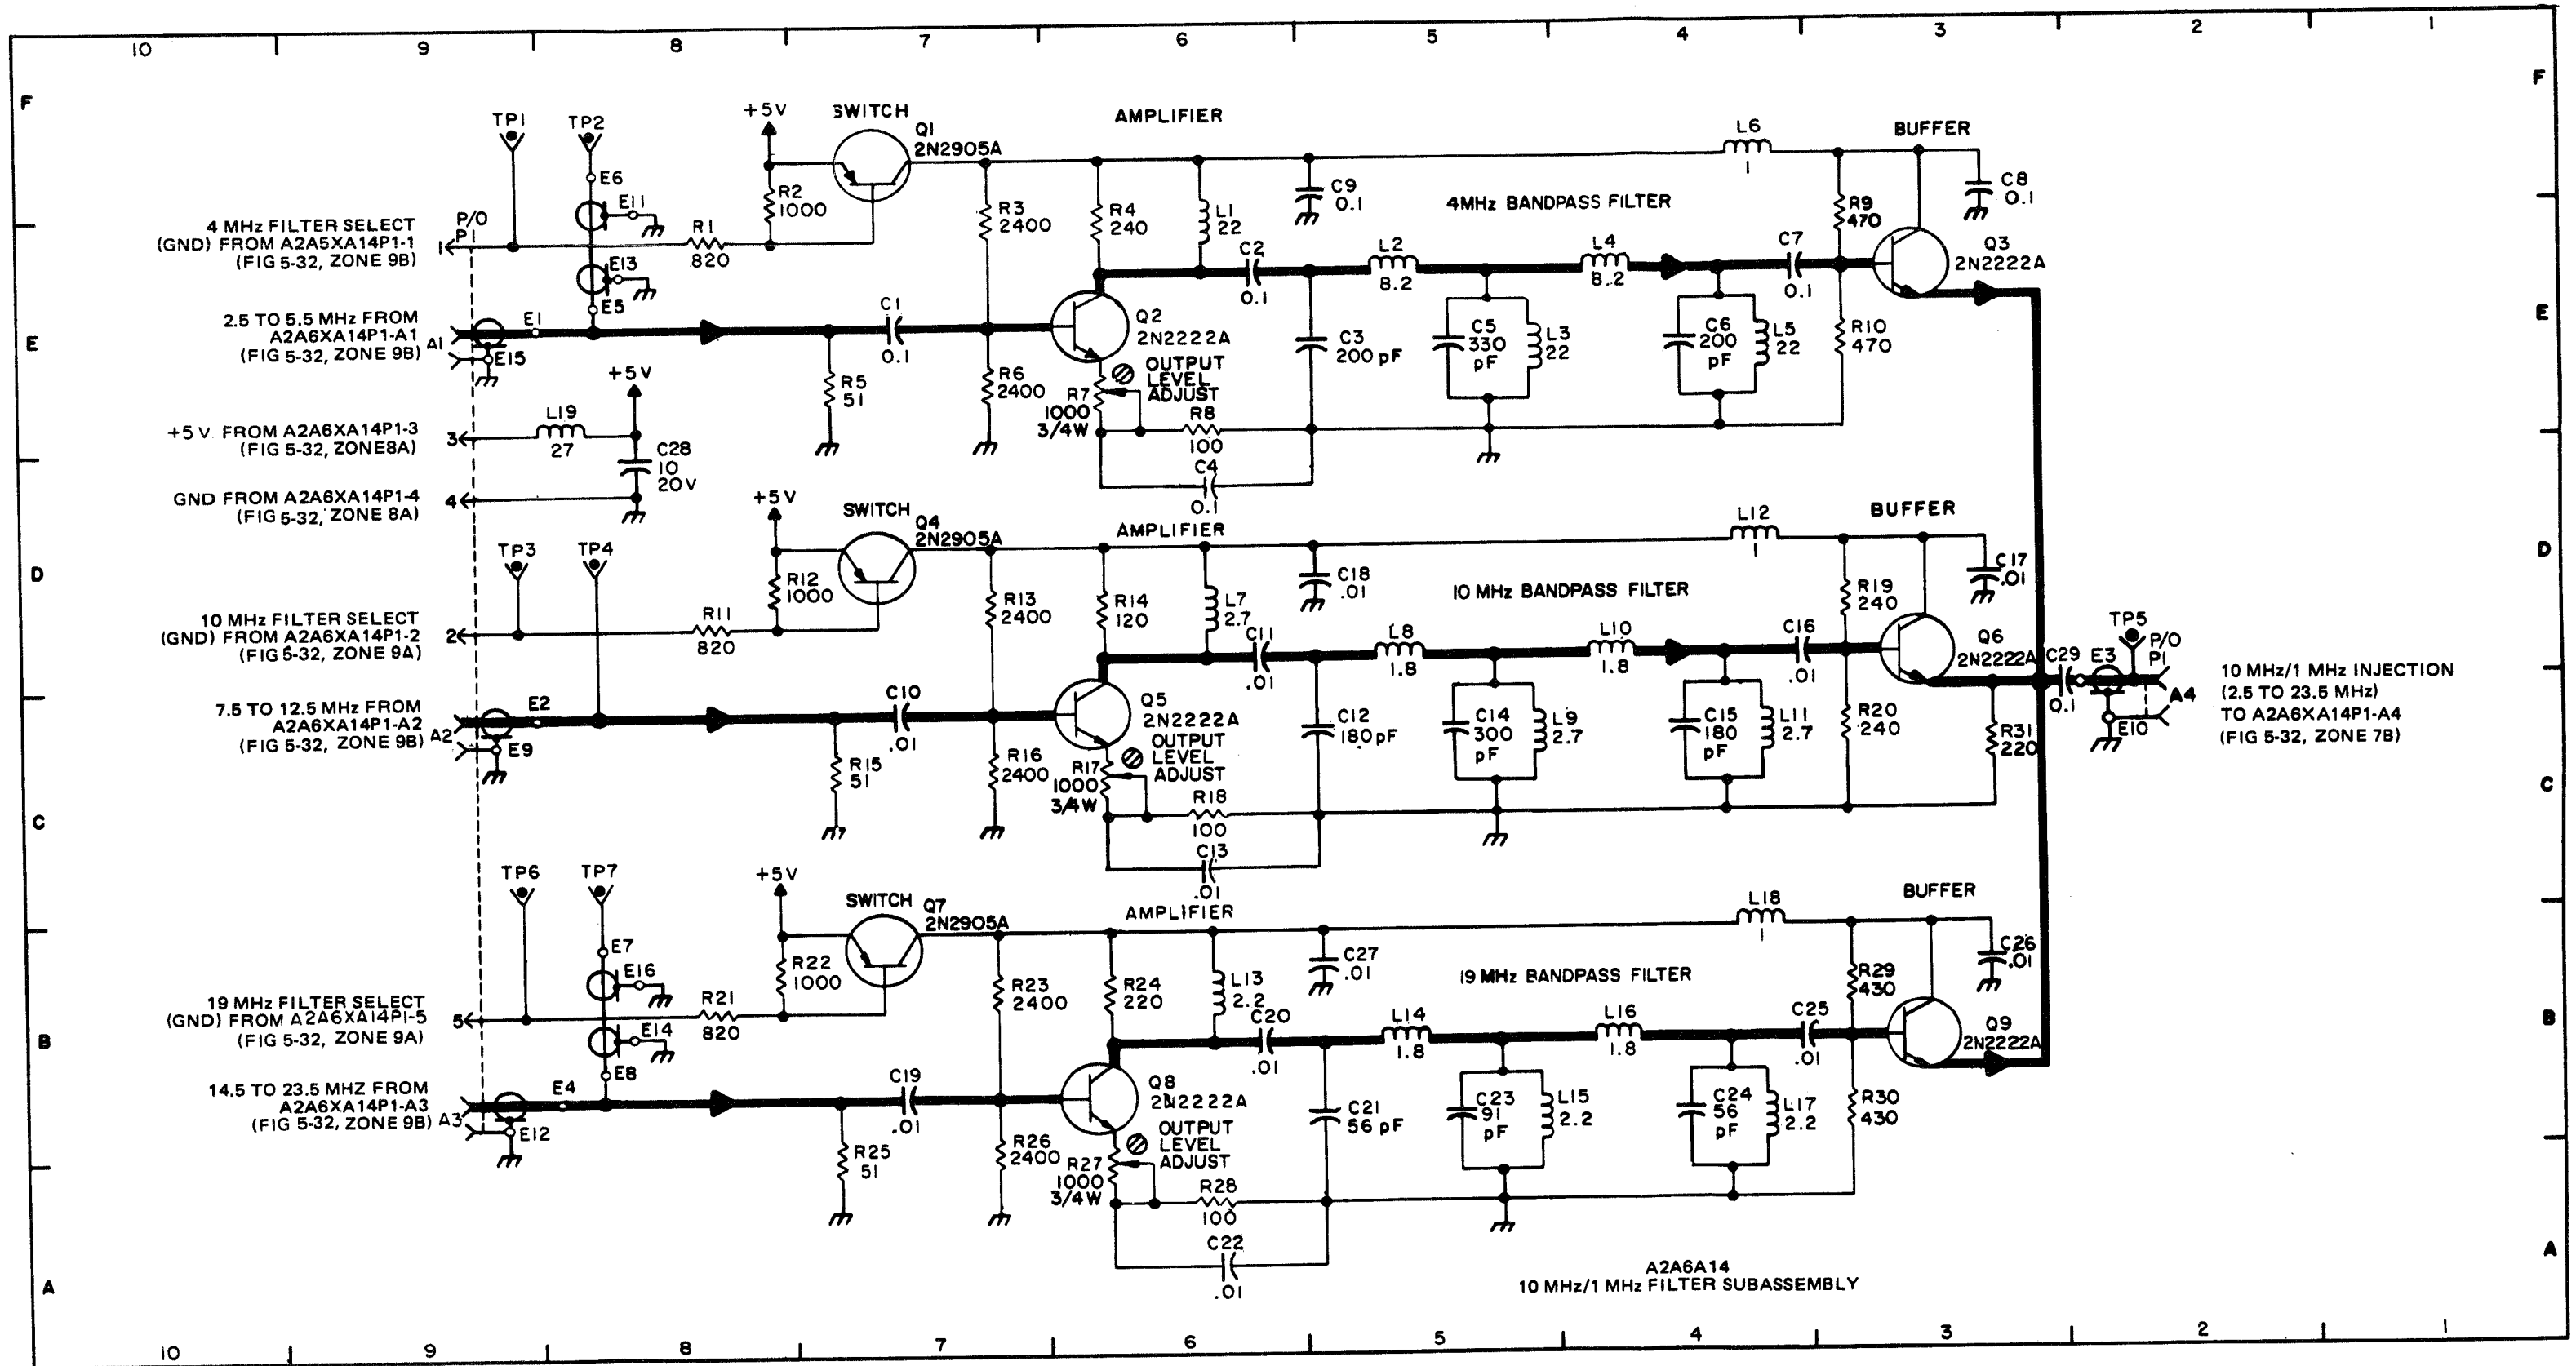 10 9 8 7 6 5 4 3 2 1
F F
TP1 TP2 +5V SWITCH Q1 2N2905A AMPLIFIER L6 1 BUFFER
E6
E11
R2 1000
R3 2400
R4 240
L1 22
C9 0.1
4MHz BANDPASS FILTER
R9 470
C8 0.1
4 MHz FILTER SELECT
(GND) FROM A2A5XA14P1-1
(FIG 5-32, ZONE 9B)
P/O P1
1
R1 820
E13
E5
C2 0.1
L2 8.2
L4 8.2
C7 0.1
Q3 2N2222A
2.5 TO 5.5 MHz FROM
A2A6XA14P1-A1
(FIG 5-32, ZONE 9B)
A1
E1
E15
C1 0.1
Q2 2N2222A
C3 200 pF
C5 330 pF
L3 22
C6 200 pF
L5 22
R10 470
E E
R5 51
R6 2400
OUTPUT
LEVEL
ADJUST
R7 1000 3/4W
R8 100
C4 0.1
+5V
+5 V FROM A2A6XA14P1-3
(FIG 5-32, ZONE8A)
3
L19 27
C28 10 20V
GND FROM A2A6XA14P1-4
(FIG 5-32, ZONE 8A)
4
+5V
SWITCH
Q4 2N2905A
AMPLIFIER
L12 1
BUFFER
D D
TP3 TP4
R12 1000
R13 2400
R14 120
L7 2.7
C18 .01
10 MHz BANDPASS FILTER
R19 240
C17 .01
10 MHz FILTER SELECT
(GND) FROM A2A6XA14P1-2
(FIG 5-32, ZONE 9A)
2
R11 820
C11 .01
L8 1.8
L10 1.8
C16 .01
Q6 2N2222A
C29 0.1
E3
TP5
P/O P1
A4
E10
10 MHz/1 MHz INJECTION
(2.5 TO 23.5 MHz)
TO A2A6XA14P1-A4
(FIG 5-32, ZONE 7B)
7.5 TO 12.5 MHz FROM
A2A6XA14P1-A2
(FIG 5-32, ZONE 9B)
A2
E2
E9
C10 .01
Q5 2N2222A
C12 180pF
C14 300 pF
L9 2.7
C15 180 pF
L11 2.7
R20 240
R31 220
R15 51
R16 2400
OUTPUT
LEVEL
ADJUST
R17 1000 3/4W
R18 100
C13 .01
C C
TP6 TP7
+5V
SWITCH
Q7 2N2905A
AMPLIFIER
L18 1
BUFFER
E7
E16
R22 1000
R23 2400
R24 220
L13 2.2
C27 .01
19 MHz BANDPASS FILTER
R29 430
C26 .01
19 MHz FILTER SELECT
(GND) FROM A2A6XA14P1-5
(FIG 5-32, ZONE 9A)
5
R21 820
E14
E8
C20 .01
L14 1.8
L16 1.8
C25 .01
Q9 2N2222A
B B
14.5 TO 23.5 MHZ FROM
A2A6XA14P1-A3
(FIG 5-32, ZONE 9B)
A3
E4
E12
C19 .01
Q8 2N2222A
C21 56 pF
C23 91 pF
L15 2.2
C24 56 pF
L17 2.2
R30 430
R25 51
R26 2400
OUTPUT
LEVEL
ADJUST
R27 1000 3/4W
R28 100
C22 .01
A A
A2A6A14
10 MHz/1 MHz FILTER SUBASSEMBLY
10 9 8 7 6 5 4 3 2 1